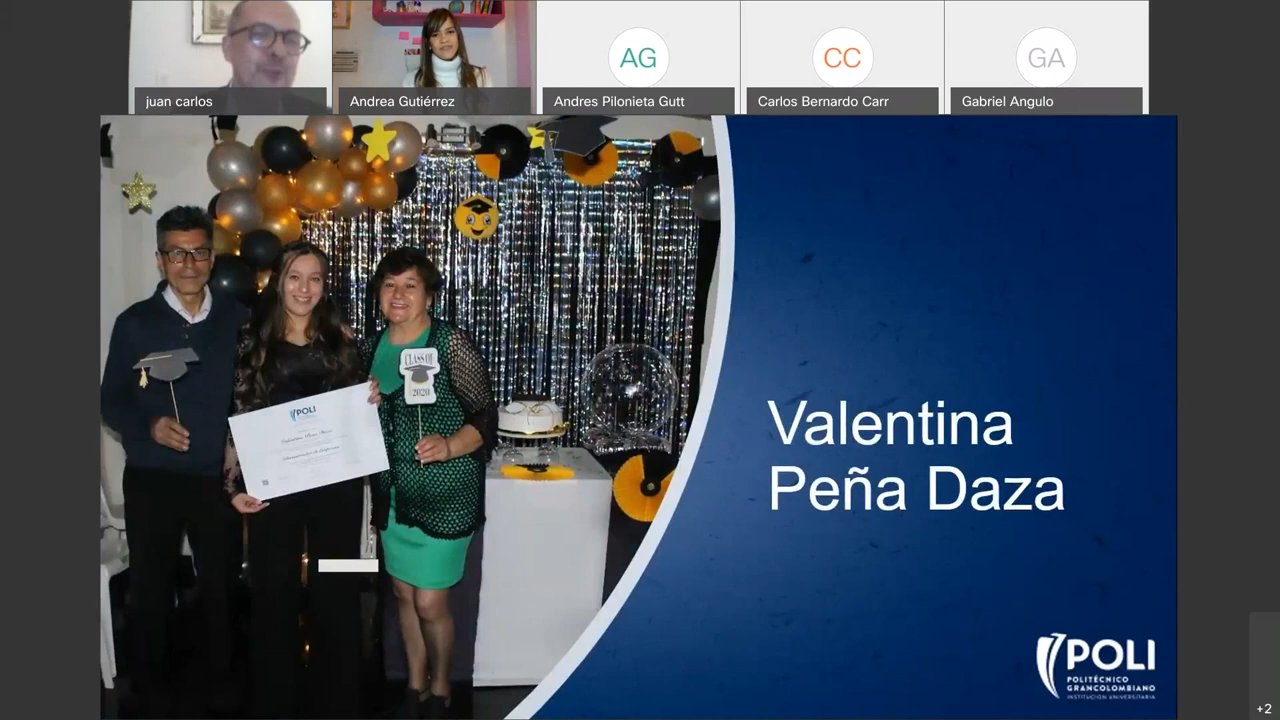 AG
CC
GA
juan carlos
Andrea Gutiérrez
Andres Pilonieta Gutt
Carlos Bernardo Carr
Gabriel Angulo
CLASS OF
2020
POLI
Valentina
Peña Daza
POLI
POLITÉCNICO
GRANCOLOMBIANO
INSTITUCIÓN UNIVERSITARIA
+2